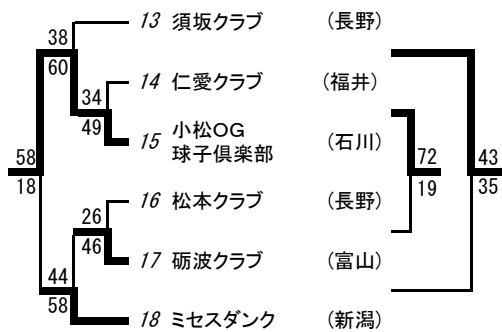 38 13 須坂クラブ (長野)
60
34 14 仁愛クラブ (福井)
49 15 小松OG
球子倶楽部 (石川)
58 72 43
18 19 35
26 16 松本クラブ (長野)
46 17 砺波クラブ (富山)
44
58 18 ミセスダンク (新潟)